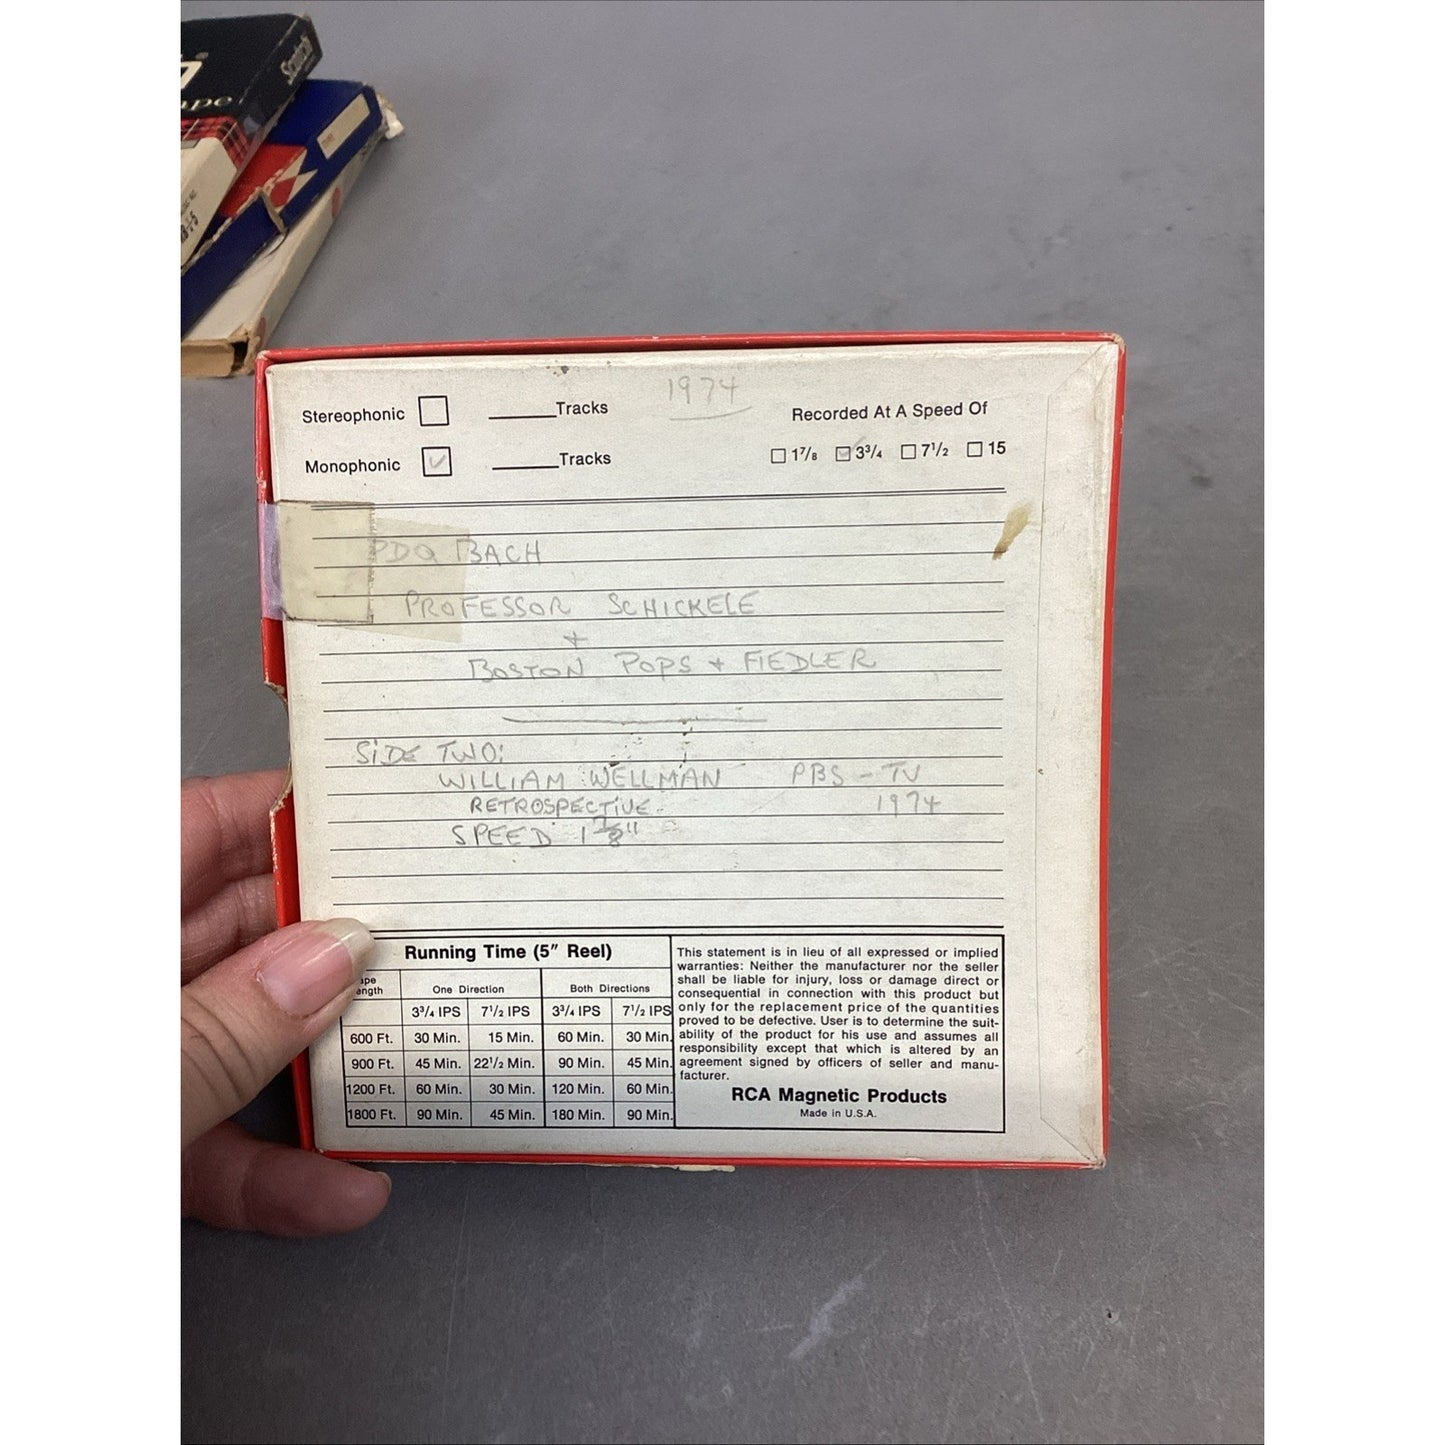 Scotch
ape
1974
Stereophonic ☐ ______Tracks
Recorded At A Speed Of
Monophonic ☑ ______Tracks
☐ 1⁷/₈ ☑ 3³/₄ ☐ 7¹/₂ ☐ 15
PDQ BACH
PROFESSOR SCHICKELE
+
BOSTON POPS + FIEDLER
SIDE TWO:
WILLIAM WELLMAN PBS - TV
RETROSPECTIVE 1974
SPEED 1 7/8"
Running Time (5″ Reel)
ape
ength
One Direction Both Directions
3³/₄ IPS 7¹/₂ IPS 3³/₄ IPS 7¹/₂ IPS
600 Ft. 30 Min. 15 Min. 60 Min. 30 Min.
900 Ft. 45 Min. 22¹/₂ Min. 90 Min. 45 Min.
1200 Ft. 60 Min. 30 Min. 120 Min. 60 Min.
1800 Ft. 90 Min. 45 Min. 180 Min. 90 Min.
This statement is in lieu of all expressed or implied
warranties: Neither the manufacturer nor the seller
shall be liable for injury, loss or damage direct or
consequential in connection with this product but
only for the replacement price of the quantities
proved to be defective. User is to determine the suit-
ability of the product for his use and assumes all
responsibility except that which is altered by an
agreement signed by officers of seller and manu-
facturer.
RCA Magnetic Products
Made in U.S.A.